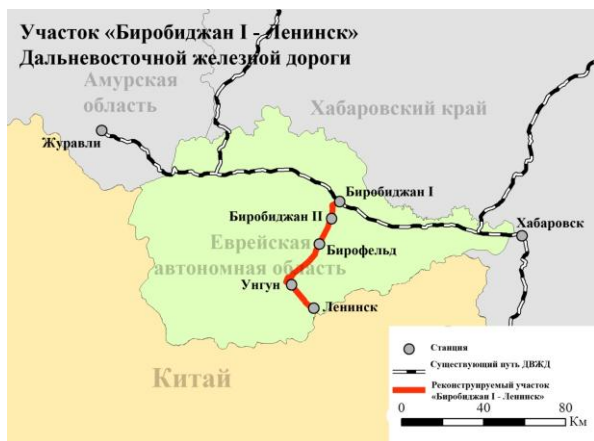 Участок «Биробиджан I - Ленинск»
Дальневосточной железной дороги
Амурская
область
Хабаровский край
Журавли
Биробиджан I
Биробиджан II
Хабаровск
Еврейская
Бирофельд
автономная область
Унгун
Ленинск
Китай
Станция
Существующий путь ДВЖД
Реконструируемый участок
«Биробиджан I - Ленинск»
0 40 80
Км